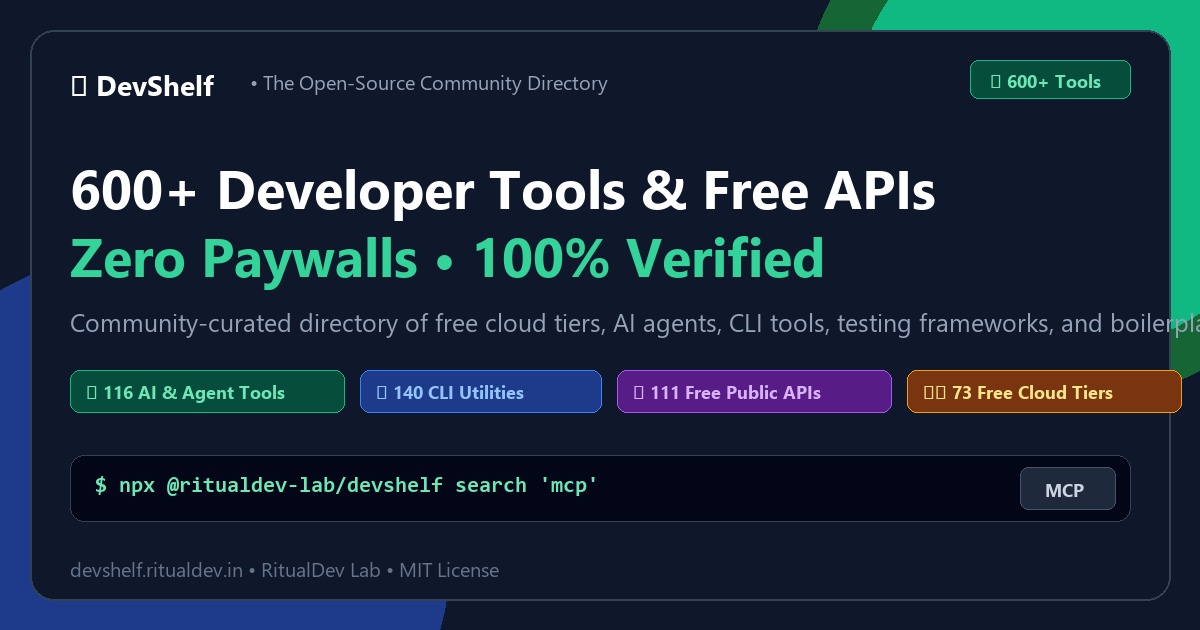 DevShelf • The Open-Source Community Directory
600+ Tools
600+ Developer Tools & Free APIs
Zero Paywalls • 100% Verified
Community-curated directory of free cloud tiers, AI agents, CLI tools, testing frameworks, and boilerpla
116 AI & Agent Tools
140 CLI Utilities
111 Free Public APIs
73 Free Cloud Tiers
$ npx @ritualdev-lab/devshelf search 'mcp'
MCP
devshelf.ritualdev.in • RitualDev Lab • MIT License